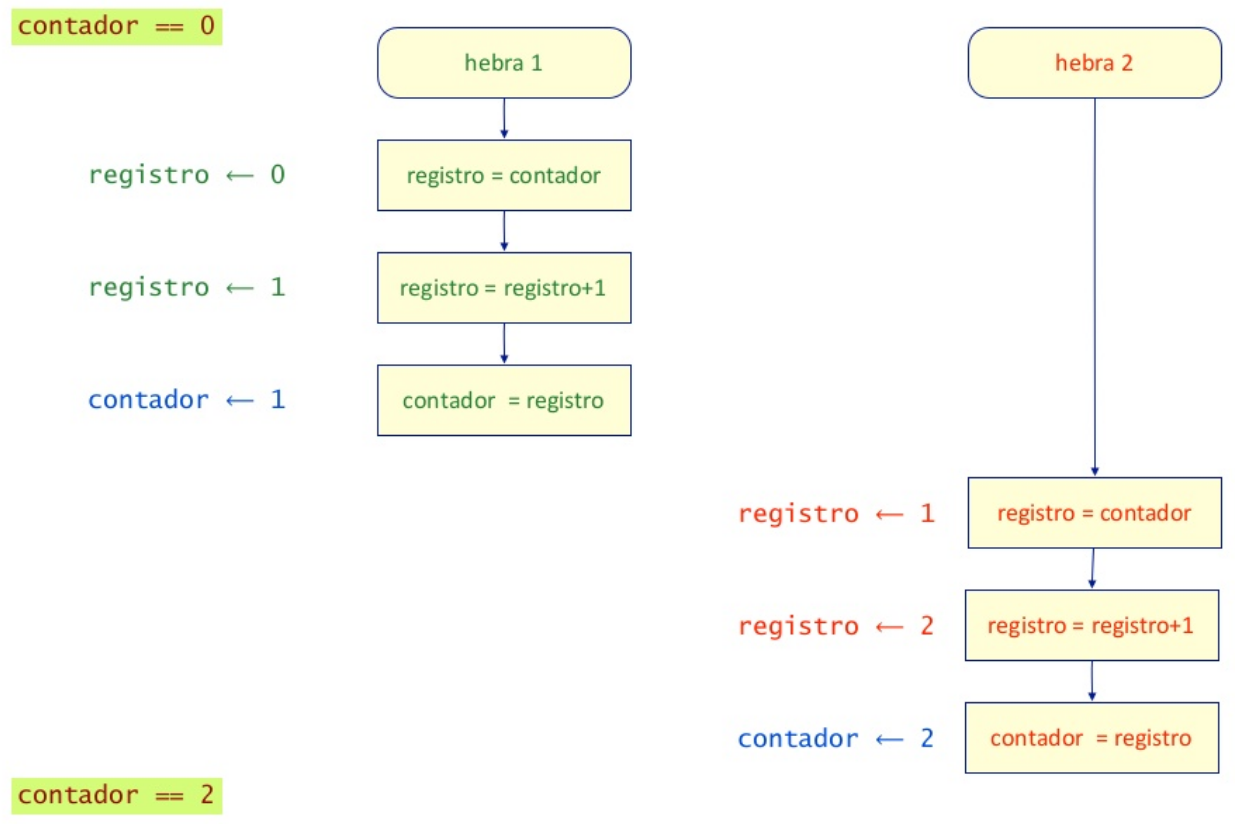 contador == 0
hebra 1
hebra 2
registro ← 0
registro = contador
registro ← 1
registro = registro+1
contador ← 1
contador = registro
registro ← 1
registro = contador
registro ← 2
registro = registro+1
contador ← 2
contador = registro
contador == 2